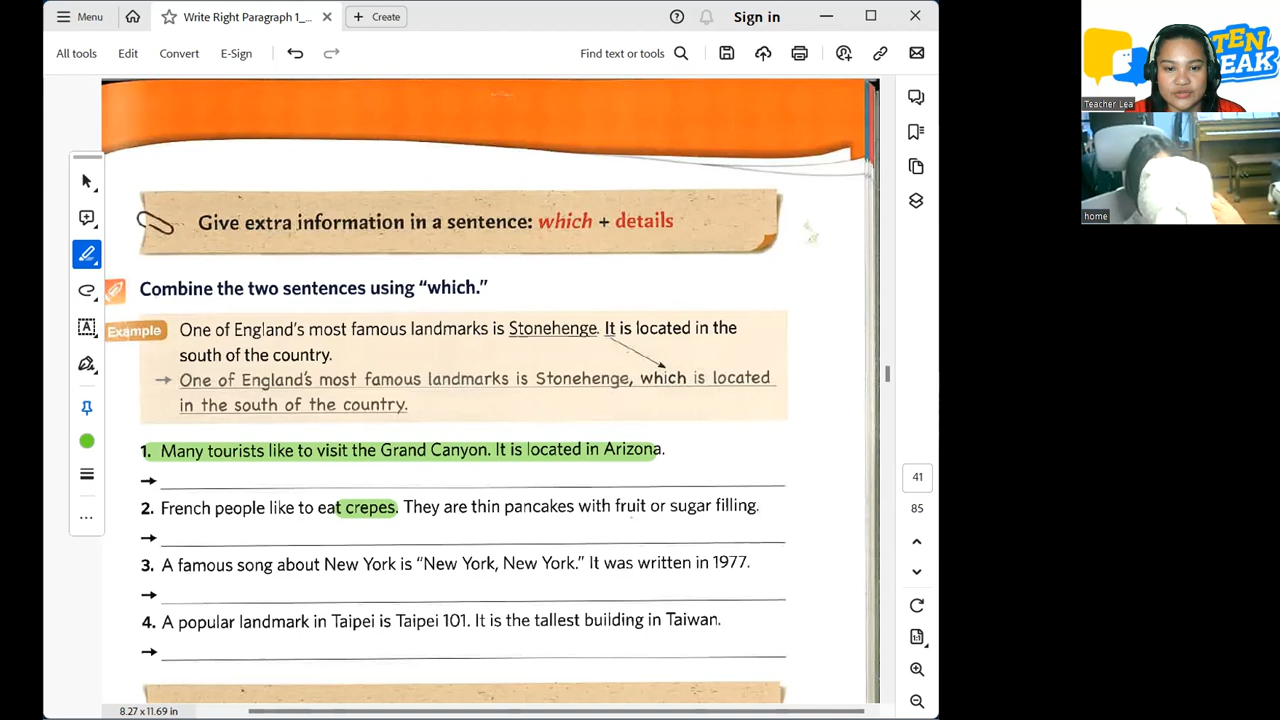 Menu
Write Right Paragraph 1_...
Create
Sign in
All tools
Edit
Convert
E-Sign
Find text or tools
Give extra information in a sentence: which + details
Combine the two sentences using “which.”
Example
One of England's most famous landmarks is Stonehenge. It is located in the
south of the country.
→ One of England's most famous landmarks is Stonehenge, which is located
in the south of the country.
1. Many tourists like to visit the Grand Canyon. It is located in Arizona.
2. French people like to eat crepes. They are thin pancakes with fruit or sugar filling.
3. A famous song about New York is “New York, New York.” It was written in 1977.
4. A popular landmark in Taipei is Taipei 101. It is the tallest building in Taiwan.
8.27 x 11.69 in
41
85
1:1
TEN
EAK
Teacher Lea
home